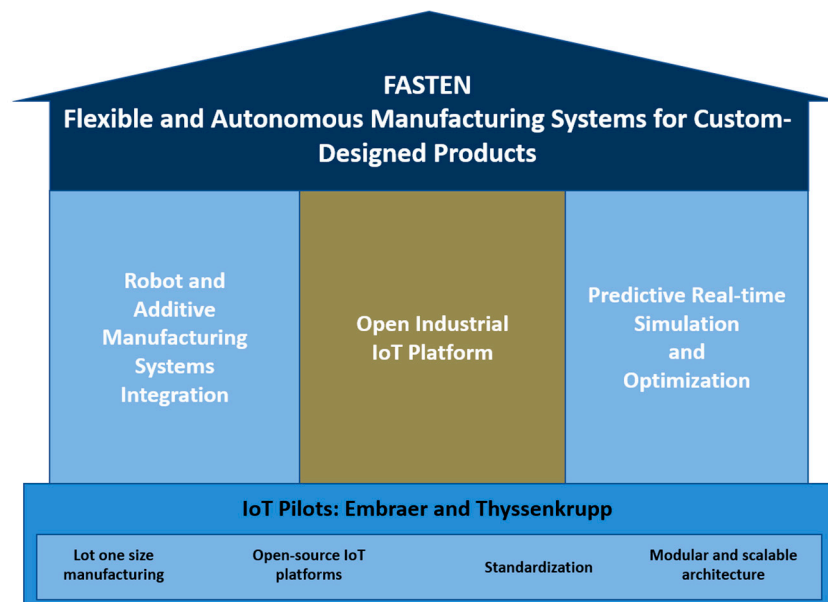 FASTEN
Flexible and Autonomous Manufacturing Systems for Custom-
Designed Products
Robot and
Additive
Manufacturing
Systems
Integration
Open Industrial
IoT Platform
Predictive Real-time
Simulation
and
Optimization
IoT Pilots: Embraer and Thyssenkrupp
Lot one size
manufacturing
Open-source IoT
platforms
Standardization
Modular and scalable
architecture